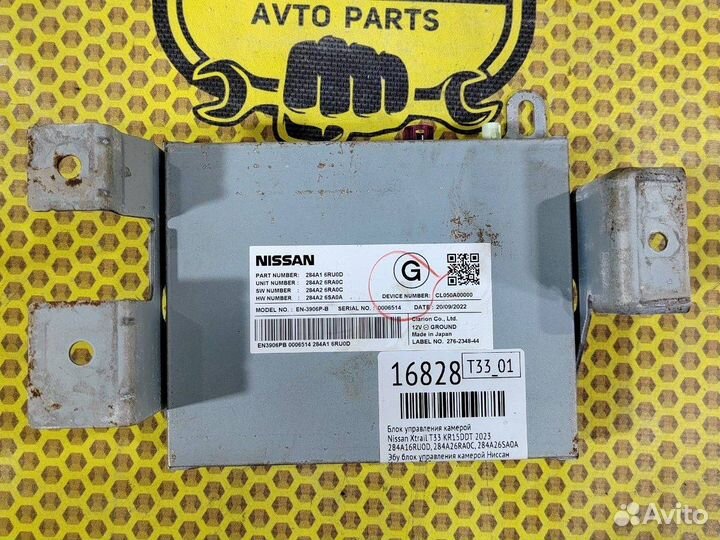 AVTO PARTS
NISSAN
PART NUMBER: 284A1 6RU0D
UNIT NUMBER: 284A2 6RA0C
SW NUMBER: 284A2 6RA0C
HW NUMBER: 284A2 6SA0A
G
DEVICE NUMBER: CL050A00000
MODEL NO.: EN-3906P-B SERIAL NO.: 0006514 DATE: 20/09/2022
EN3906PB 0006514 284A1 6RU0D
Clarion Co., Ltd.
12V ⊖ GROUND
Made in Japan
LABEL NO. 276-2348-44
16828 T33_01
Блок управления камерой
Nissan Xtrail T33 KR15DDT 2023
284A16RU0D, 284A26RA0C, 284A26SA0A
Эбу блок управления камерой Ниссан
Avito